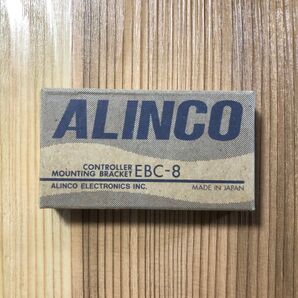 ALINCO
CONTROLLER
MOUNTING BRACKET EBC-8
ALINCO ELECTRONICS INC. MADE IN JAPAN